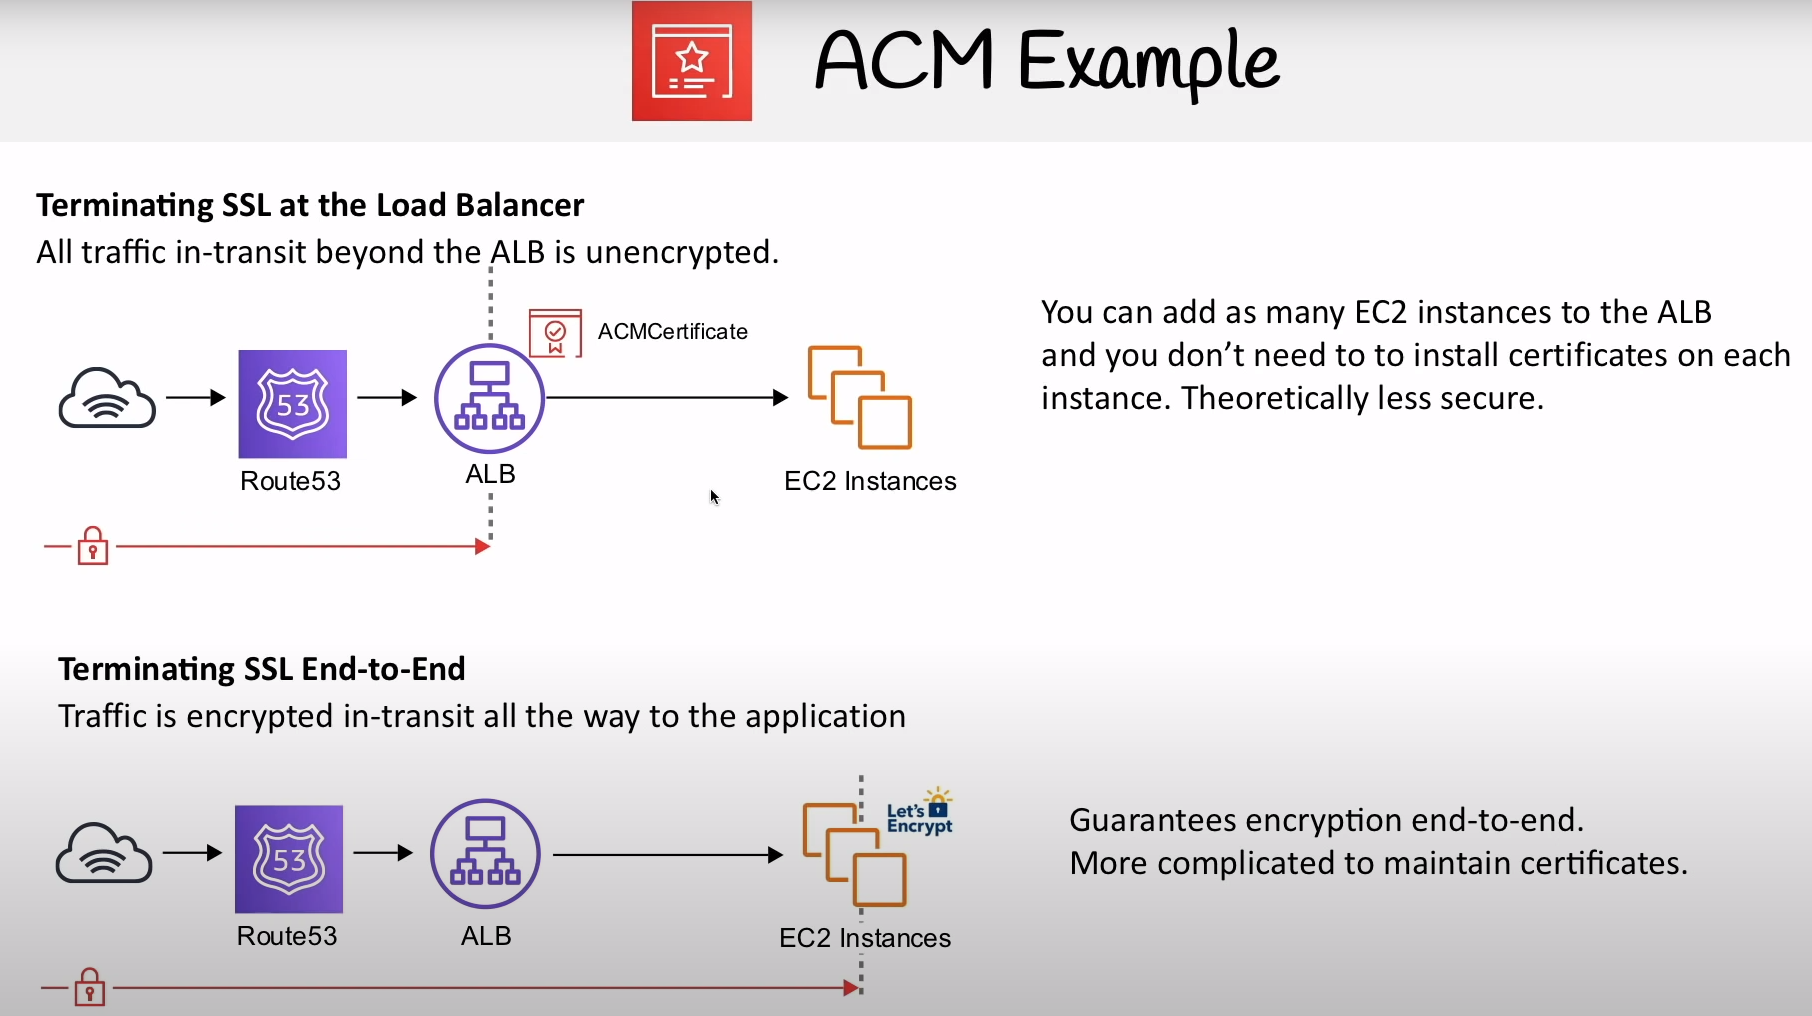 ACM Example
Terminating SSL at the Load Balancer
All traffic in-transit beyond the ALB is unencrypted.
ACMCertificate
53
Route53
ALB
EC2 Instances
You can add as many EC2 instances to the ALB
and you don't need to to install certificates on each
instance. Theoretically less secure.
Terminating SSL End-to-End
Traffic is encrypted in-transit all the way to the application
Let's
Encrypt
53
Route53
ALB
EC2 Instances
Guarantees encryption end-to-end.
More complicated to maintain certificates.